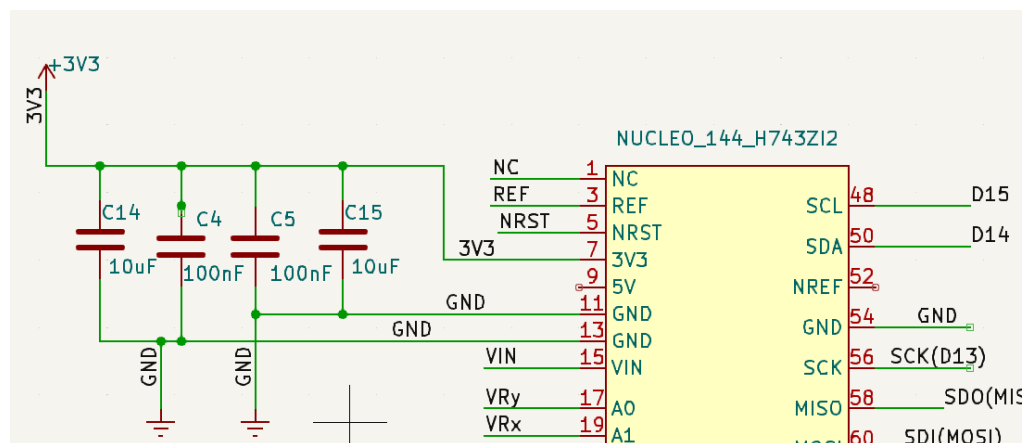 +3V3
3V3
NUCLEO_144_H743ZI2
C14
10uF
C4
100nF
C5
100nF
C15
10uF
3V3
GND
GND
GND
GND
NC 1 NC
REF 3 REF
NRST 5 NRST
7 3V3
9 5V
11 GND
13 GND
VIN 15 VIN
VRy 17 A0
VRx 19 A1
SCL 48 D15
SDA 50 D14
NREF 52
GND 54 GND
SCK 56 SCK(D13)
MISO 58 SDO(MIS
60 SDI(MOSI)